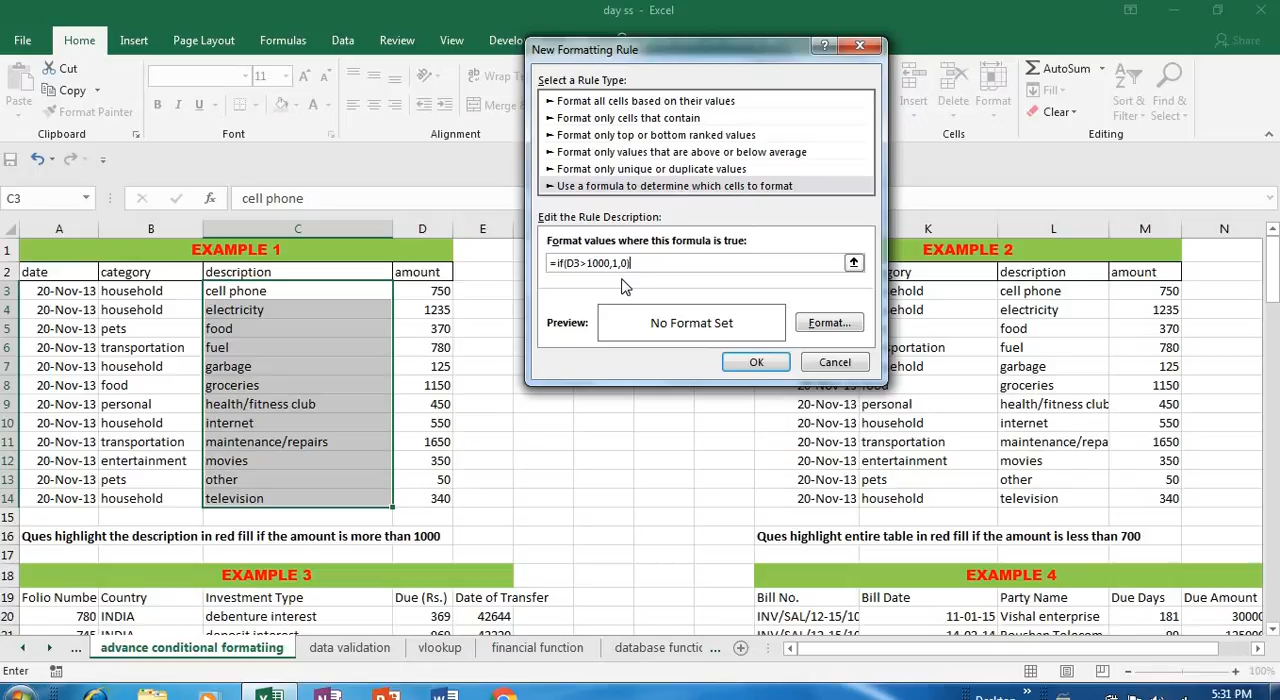 day ss - Excel
File Home Insert Page Layout Formulas Data Review View Develo Share
Cut
Copy
Format Painter
Paste
Clipboard
11
B I U
Font
Wrap T
Merge
Alignment
Insert Delete Format
Cells
AutoSum
Fill
Clear
Sort & Filter
Find & Select
Editing
New Formatting Rule
Select a Rule Type:
► Format all cells based on their values
► Format only cells that contain
► Format only top or bottom ranked values
► Format only values that are above or below average
► Format only unique or duplicate values
► Use a formula to determine which cells to format
Edit the Rule Description:
Format values where this formula is true:
=if(D3>1000,1,0)
Preview: No Format Set Format...
OK Cancel
C3 fx cell phone
A B C D E K L M N
1 EXAMPLE 1 EXAMPLE 2
2 date category description amount gory description amount
3 20-Nov-13 household cell phone 750 ehold cell phone 750
4 20-Nov-13 household electricity 1235 ehold electricity 1235
5 20-Nov-13 pets food 370 food 370
6 20-Nov-13 transportation fuel 780 portation fuel 780
7 20-Nov-13 household garbage 125 ehold garbage 125
8 20-Nov-13 food groceries 1150 groceries 1150
9 20-Nov-13 personal health/fitness club 450 20-Nov-13 personal health/fitness club 450
10 20-Nov-13 household internet 550 20-Nov-13 household internet 550
11 20-Nov-13 transportation maintenance/repairs 1650 20-Nov-13 transportation maintenance/repa 1650
12 20-Nov-13 entertainment movies 350 20-Nov-13 entertainment movies 350
13 20-Nov-13 pets other 50 20-Nov-13 pets other 50
14 20-Nov-13 household television 340 20-Nov-13 household television 340
15
16 Ques highlight the description in red fill if the amount is more than 1000 Ques highlight entire table in red fill if the amount is less than 700
17
18 EXAMPLE 3 EXAMPLE 4
19 Folio Numbe Country Investment Type Due (Rs.) Date of Transfer Bill No. Bill Date Party Name Due Days Due Amount
20 780 INDIA debenture interest 369 42644 INV/SAL/12-15/10 11-01-15 Vishal enterprise 181 30000
... advance conditional formatiing data validation vlookup financial function database functic ...
Enter 100%
Desktop » 5:31 PM